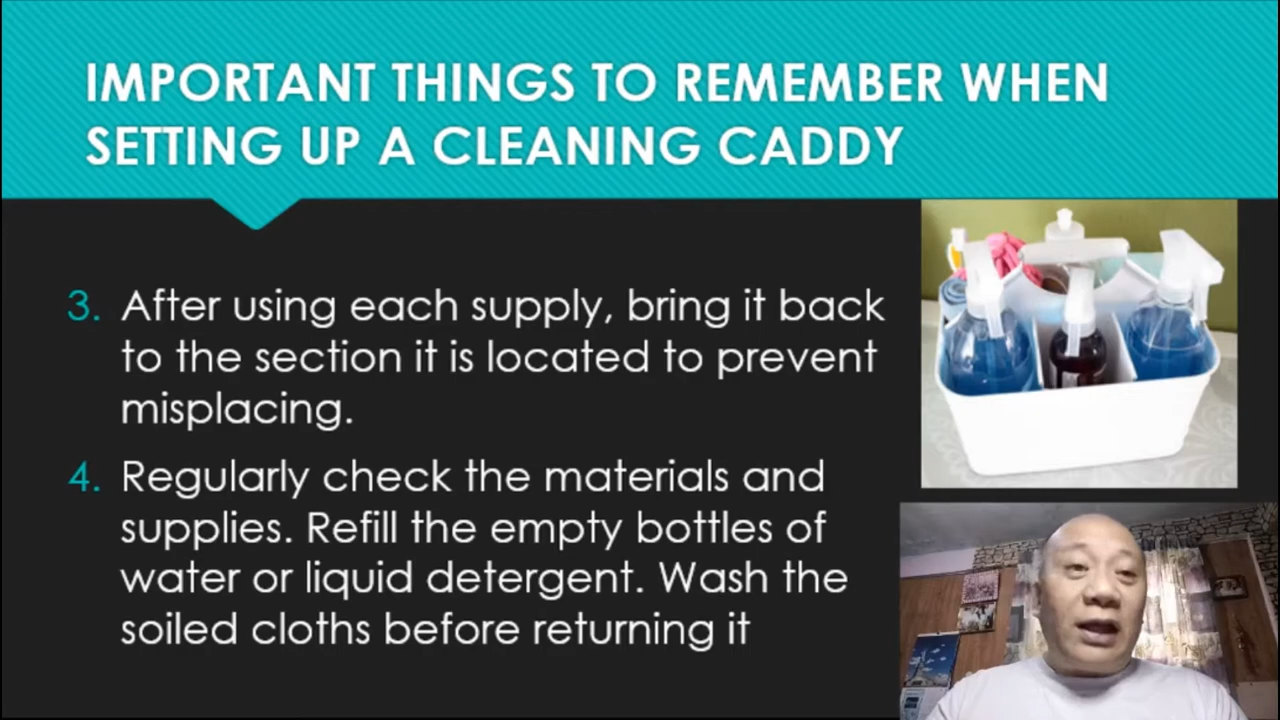 IMPORTANT THINGS TO REMEMBER WHEN
SETTING UP A CLEANING CADDY
3. After using each supply, bring it back
to the section it is located to prevent
misplacing.
4. Regularly check the materials and
supplies. Refill the empty bottles of
water or liquid detergent. Wash the
soiled cloths before returning it